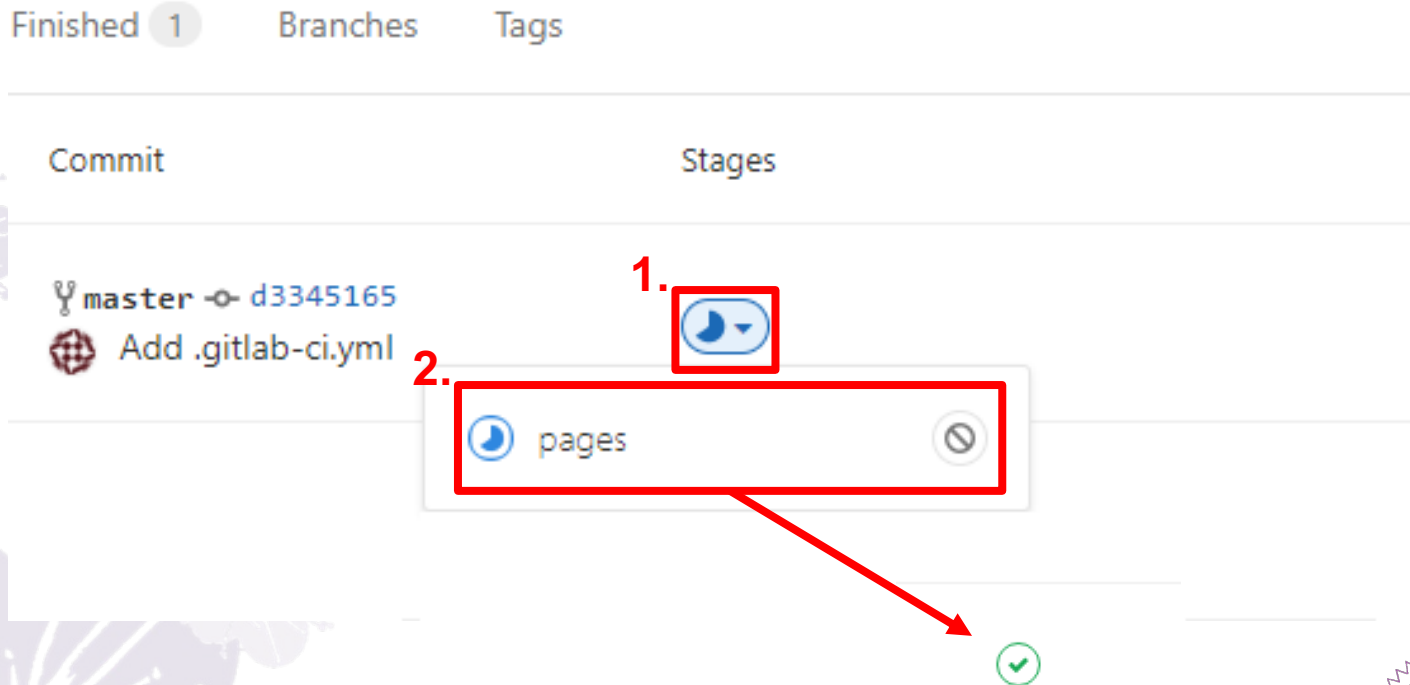 Finished 1 Branches Tags
Commit Stages
1.
master d3345165
Add .gitlab-ci.yml
2.
pages